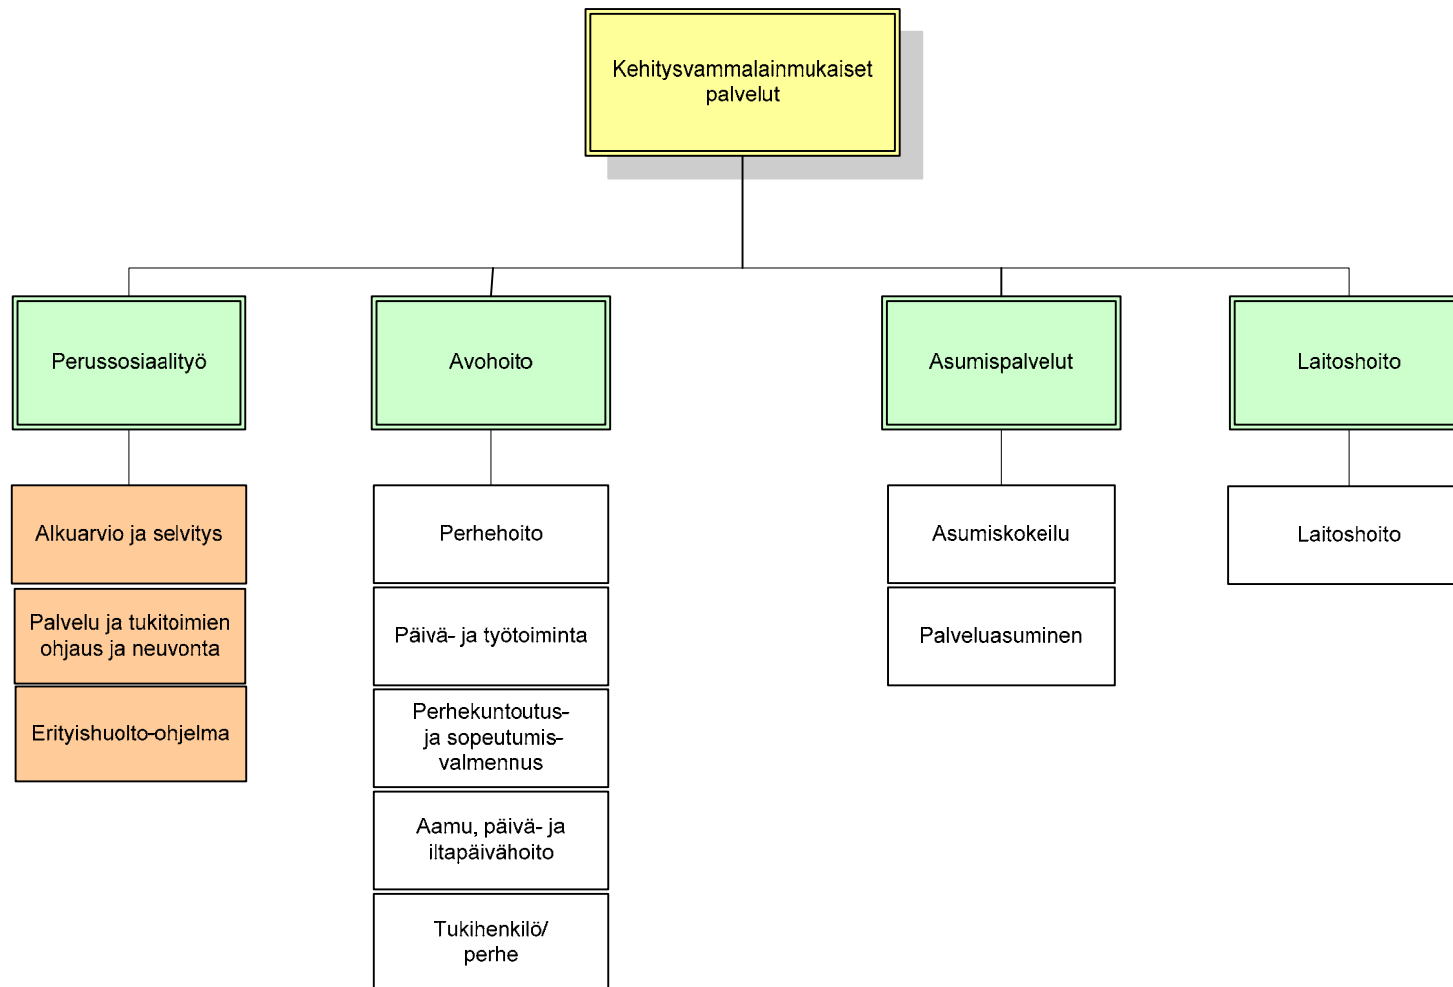 Kehitysvammalainmukaiset
palvelut
Perussosiaalityö
Avohoito
Asumispalvelut
Laitoshoito
Alkuarvio ja selvitys
Palvelu ja tukitoimien
ohjaus ja neuvonta
Erityishuolto-ohjelma
Perhehoito
Päivä- ja työtoiminta
Perhekuntoutus-
ja sopeutumis-
valmennus
Aamu, päivä- ja
iltapäivähoito
Tukihenkilö/
perhe
Asumiskokeilu
Palveluasuminen
Laitoshoito